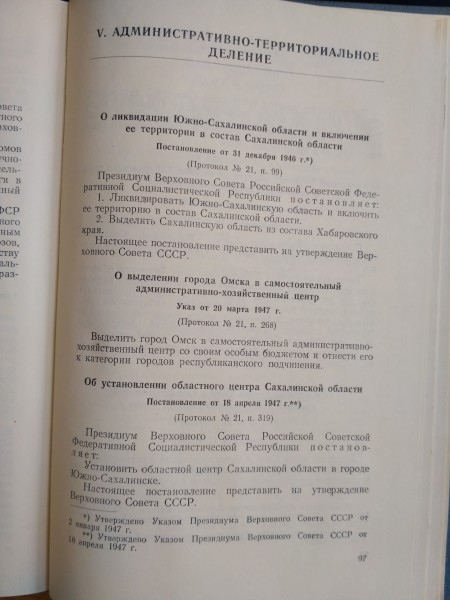 V. АДМИНИСТРАТИВНО-ТЕРРИТОРИАЛЬНОЕ
ДЕЛЕНИЕ
О ликвидации Южно-Сахалинской области и включении
ее территории в состав Сахалинской области
Постановление от 31 декабря 1946 г.*)
(Протокол № 21, п. 99)
Президиум Верховного Совета Российской Советской Феде-
ративной Социалистической Республики постановляет:
1. Ликвидировать Южно-Сахалинскую область и включить
ее территорию в состав Сахалинской области.
2. Выделить Сахалинскую область из состава Хабаровского
края.
Настоящее постановление представить на утверждение Вер-
ховного Совета СССР.
О выделении города Омска в самостоятельный
административно-хозяйственный центр
Указ от 20 марта 1947 г.
(Протокол № 21, п. 268)
Выделить город Омск в самостоятельный административно-
хозяйственный центр со своим особым бюджетом и отнести его
к категории городов республиканского подчинения.
Об установлении областного центра Сахалинской области
Постановление от 18 апреля 1947 г.**)
(Протокол № 21, п. 319)
Президиум Верховного Совета Российской Советской
Федеративной Социалистической Республики постанов-
ляет:
Установить областной центр Сахалинской области в городе
Южно-Сахалинске.
Настоящее постановление представить на утверждение
Верховного Совета СССР.
*) Утверждено Указом Президиума Верховного Совета СССР от
2 января 1947 г.
**) Утверждено Указом Президиума Верховного Совета СССР от
18 апреля 1947 г.
97